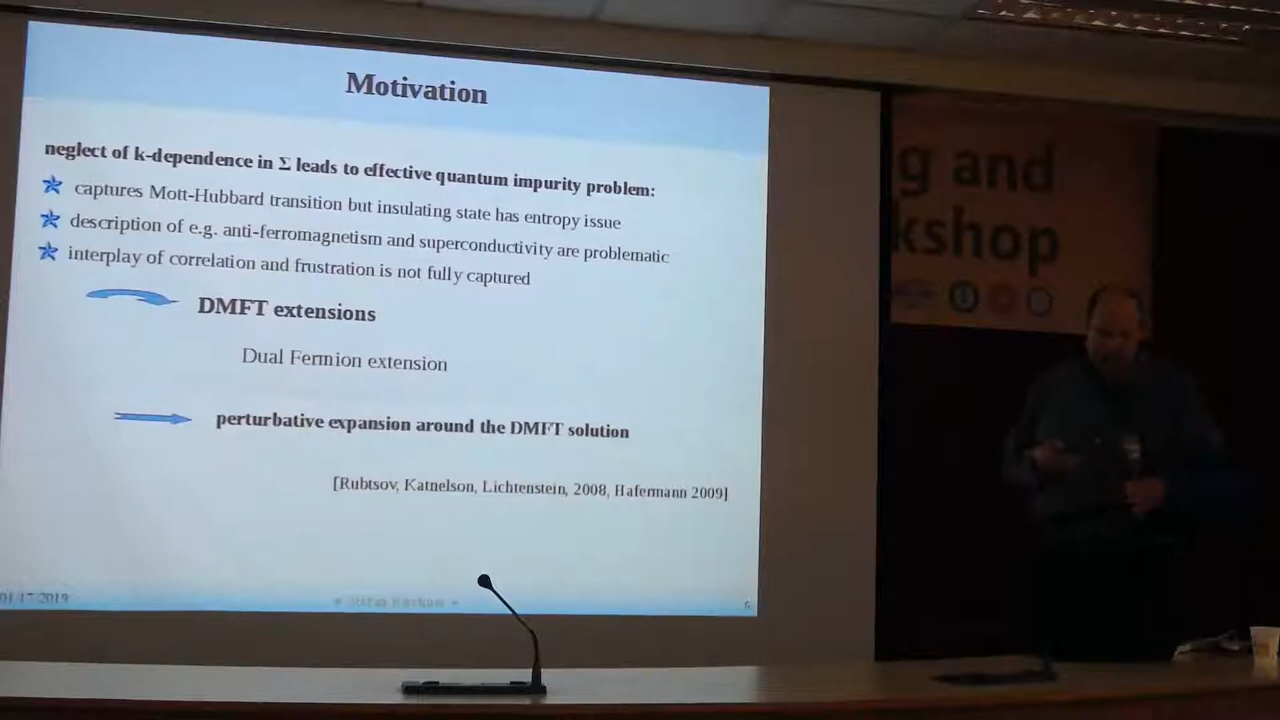 Motivation
neglect of k-dependence in Σ leads to effective quantum impurity problem:
captures Mott-Hubbard transition but insulating state has entropy issue
description of e.g. anti-ferromagnetism and superconductivity are problematic
interplay of correlation and frustration is not fully captured
DMFT extensions
Dual Fermion extension
perturbative expansion around the DMFT solution
[Rubtsov, Katnelson, Lichtenstein, 2008, Hafermann 2009]
01/17/2019
6
g and
kshop